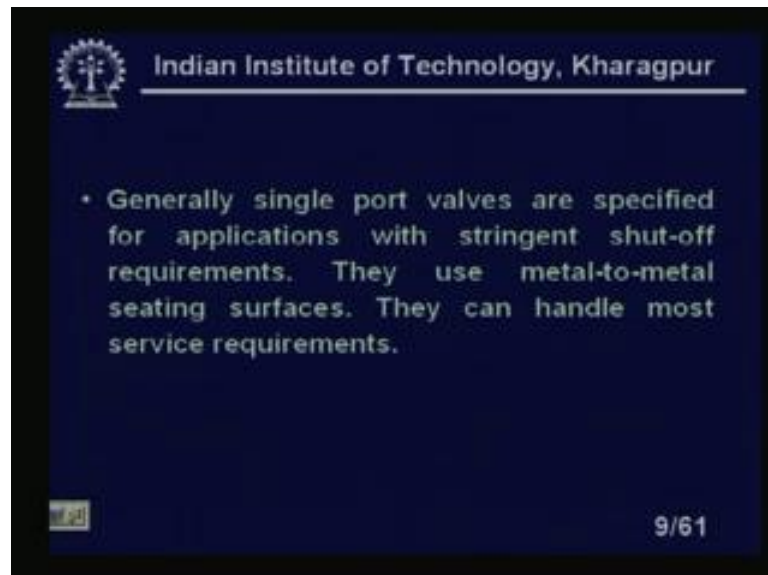 Indian Institute of Technology, Kharagpur
• Generally single port valves are specified
for applications with stringent shut-off
requirements. They use metal-to-metal
seating surfaces. They can handle most
service requirements.
9/61